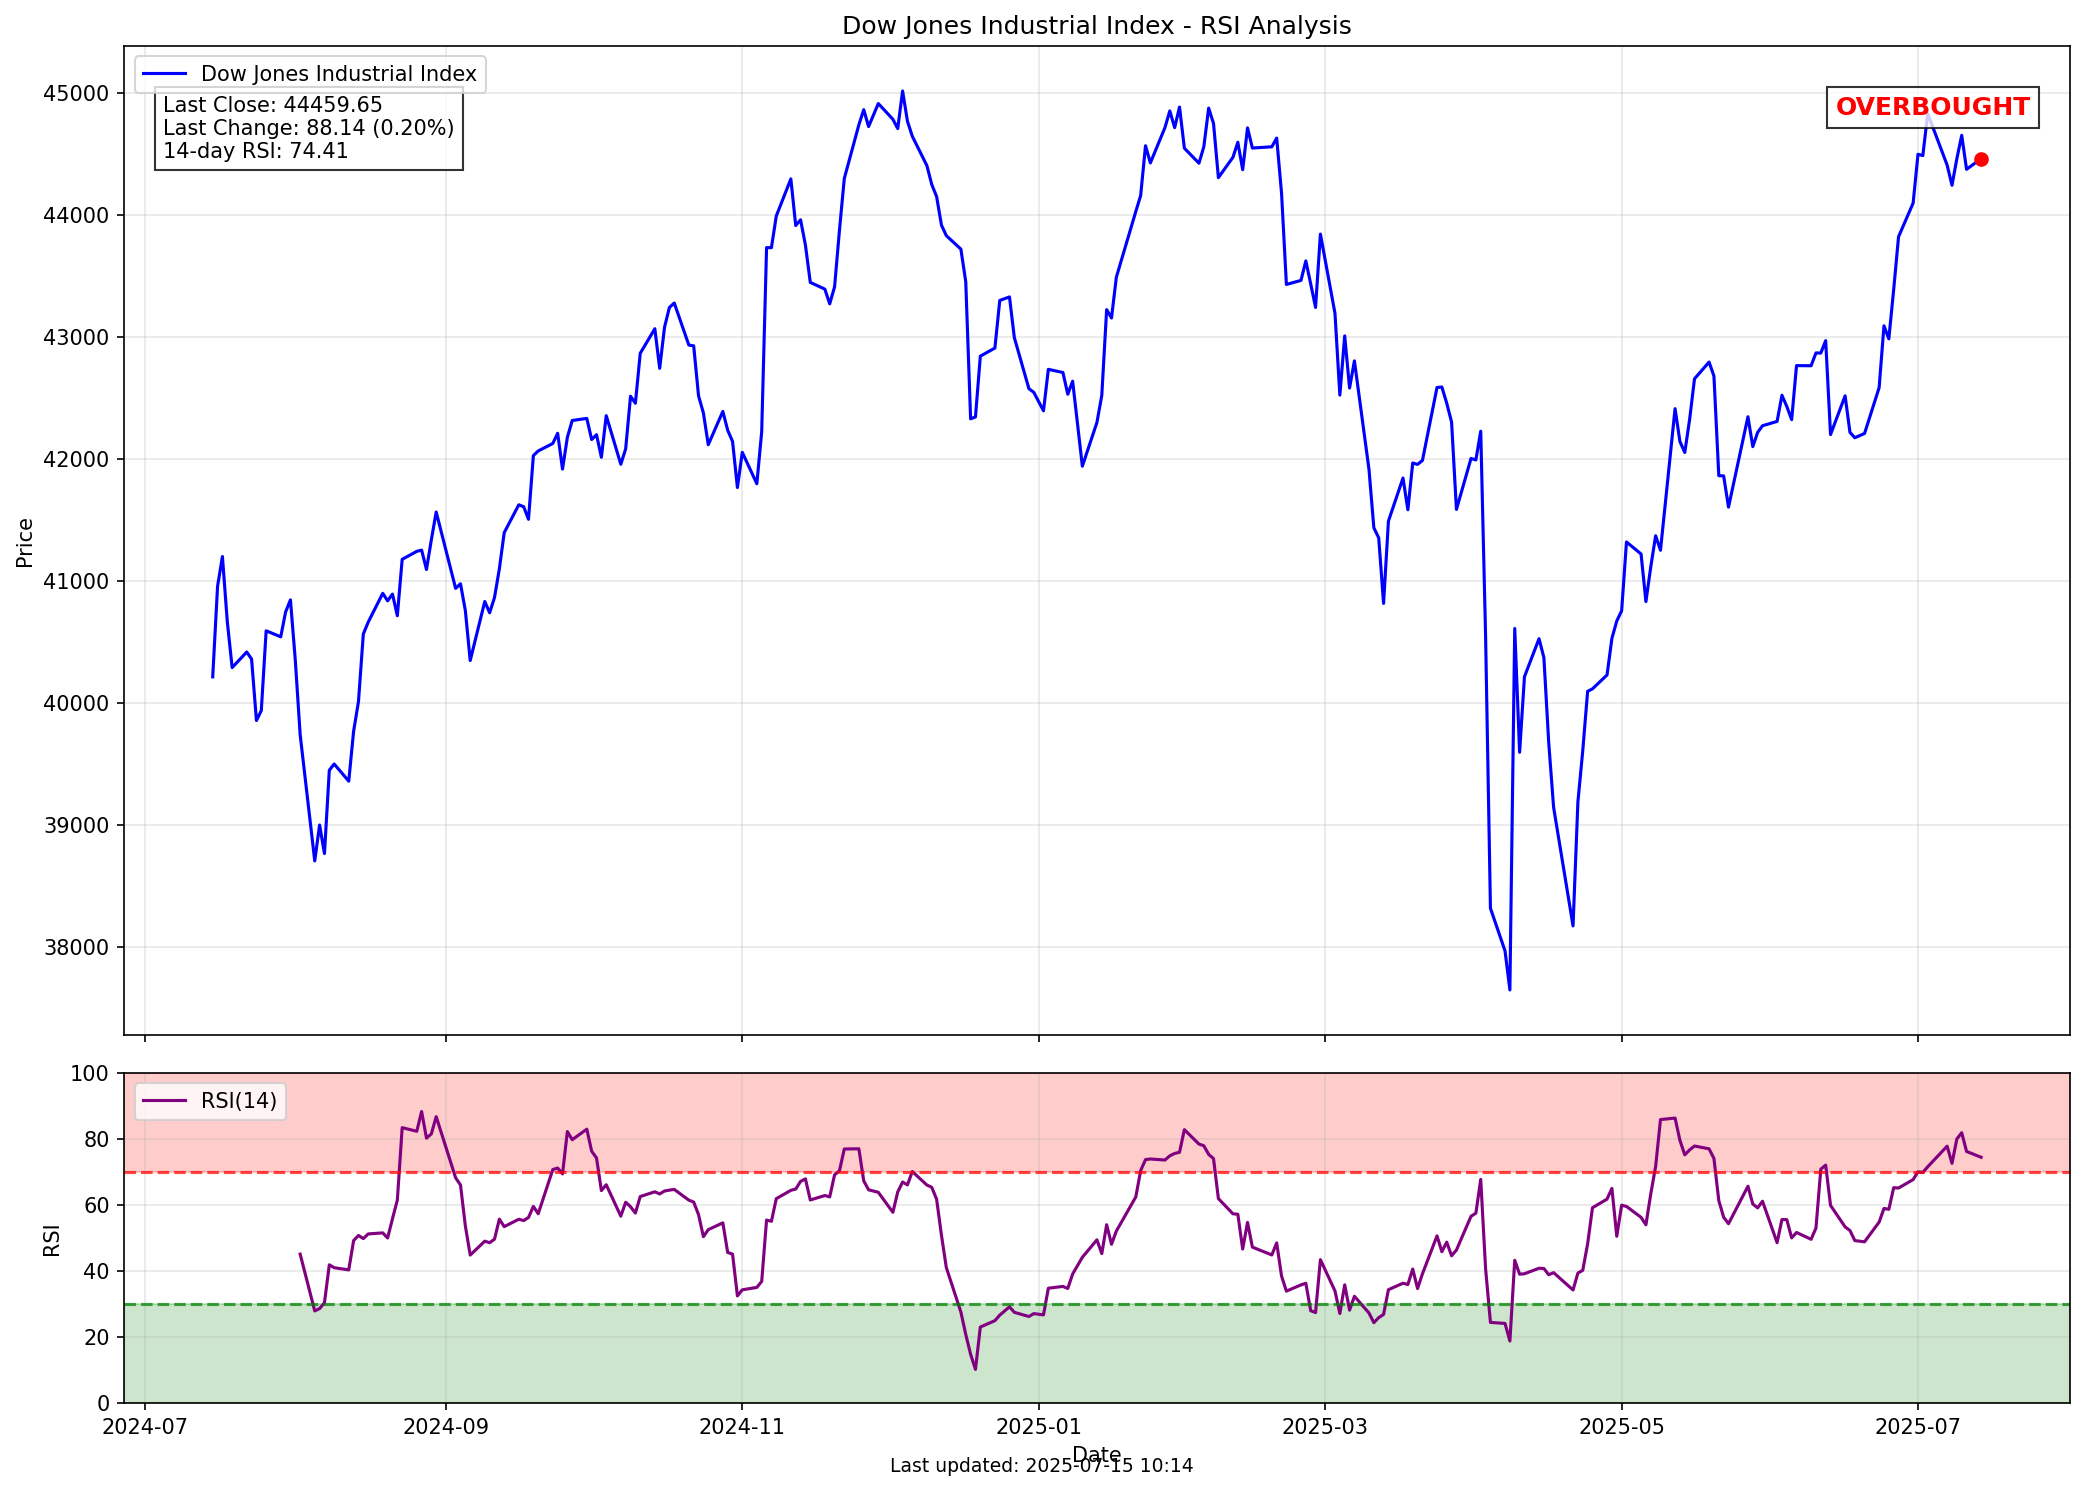 Dow Jones Industrial Index - RSI Analysis
Dow Jones Industrial Index
Last Close: 44459.65
Last Change: 88.14 (0.20%)
14-day RSI: 74.41
OVERBOUGHT
Price
45000
44000
43000
42000
41000
40000
39000
38000
RSI(14)
RSI
100
80
60
40
20
0
2024-07
2024-09
2024-11
2025-01
2025-03
2025-05
2025-07
Date
Last updated: 2025-07-15 10:14